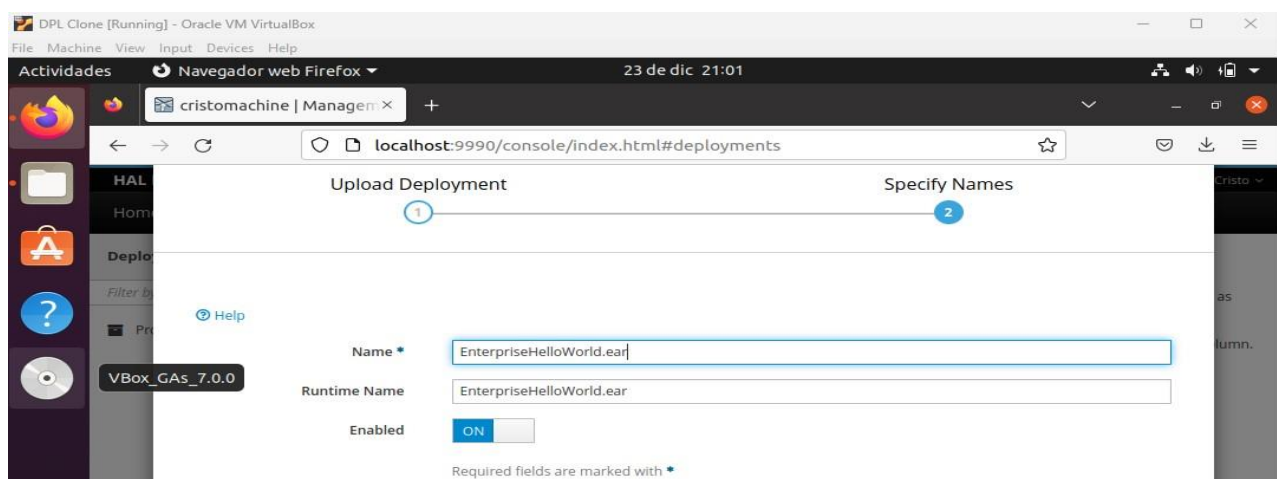 DPL Clone [Running] - Oracle VM VirtualBox
File Machine View Input Devices Help
Actividades Navegador web Firefox 23 de dic 21:01
cristomachine | Managem
localhost:9990/console/index.html#deployments
HAL Upload Deployment Specify Names Cristo
Hom 1 2
Deplo
Filter by as
Help
Pro
Name * EnterpriseHelloWorld.ear lumn.
VBox_GAs_7.0.0
Runtime Name EnterpriseHelloWorld.ear
Enabled ON
Required fields are marked with *